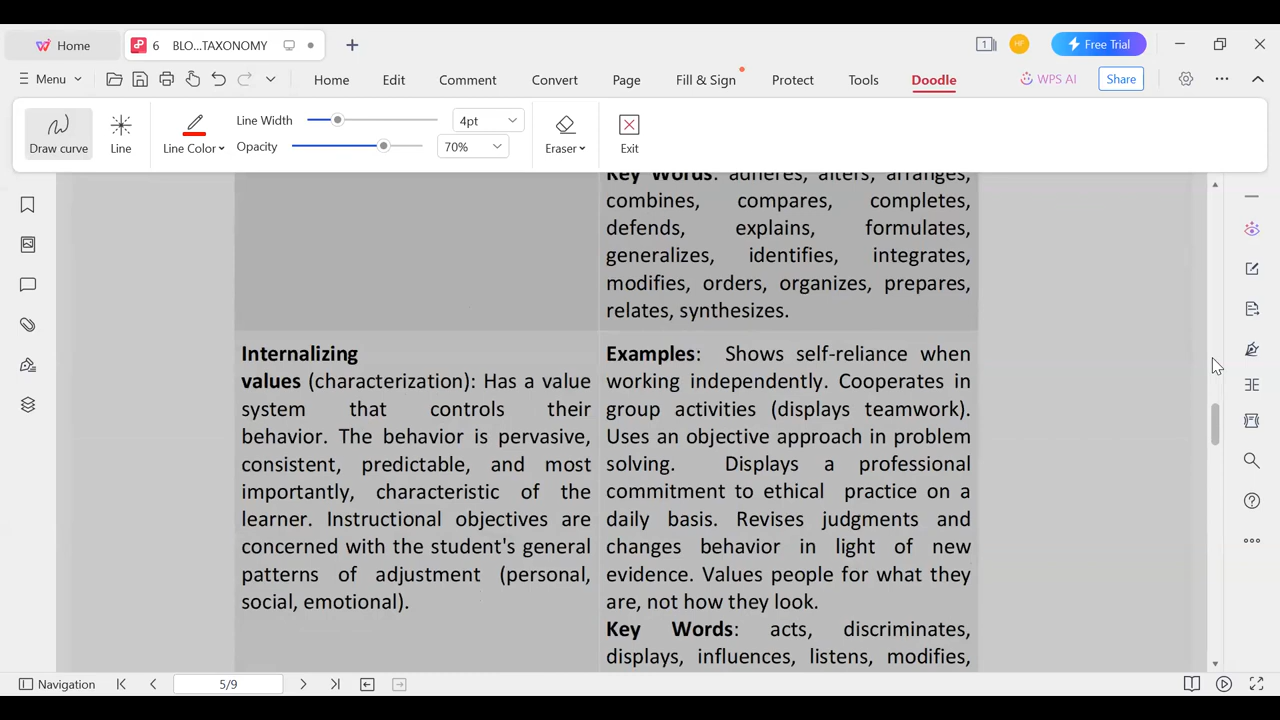 Home
6 BLO...TAXONOMY
1
HF
Free Trial
Menu
Home Edit Comment Convert Page Fill & Sign Protect Tools Doodle
WPS AI
Share
Draw curve
Line
Line Color
Line Width
4pt
Opacity
70%
Eraser
Exit
Key Words: adheres, alters, arranges,
combines, compares, completes,
defends, explains, formulates,
generalizes, identifies, integrates,
modifies, orders, organizes, prepares,
relates, synthesizes.
Internalizing
values (characterization): Has a value
system that controls their
behavior. The behavior is pervasive,
consistent, predictable, and most
importantly, characteristic of the
learner. Instructional objectives are
concerned with the student's general
patterns of adjustment (personal,
social, emotional).
Examples: Shows self-reliance when
working independently. Cooperates in
group activities (displays teamwork).
Uses an objective approach in problem
solving. Displays a professional
commitment to ethical practice on a
daily basis. Revises judgments and
changes behavior in light of new
evidence. Values people for what they
are, not how they look.
Key Words: acts, discriminates,
displays, influences, listens, modifies,
Navigation
5/9